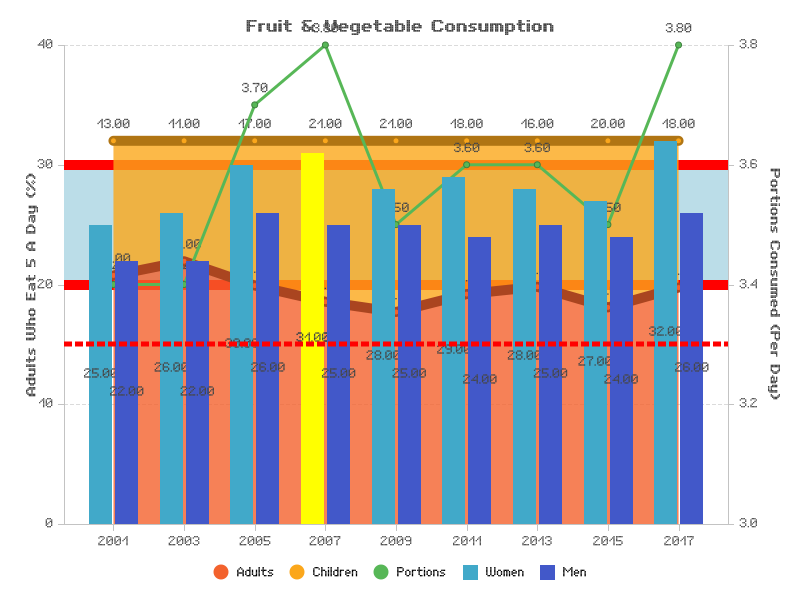 Fruit & Vegetable Consumption
3.80 3.80
40 3.8
3.70
13.00 11.00 17.00 21.00 21.00 18.00 16.00 20.00 18.00
3.60 3.60
30 3.6
Adults Who Eat 5 A Day (%)
Portions Consumed (Per Day)
20 3.4
25.00 26.00 30.00 31.00 28.00 29.00 28.00 27.00 32.00
22.00 22.00 26.00 25.00 25.00 24.00 25.00 24.00 26.00
10 3.2
0 3.0
2001 2003 2005 2007 2009 2011 2013 2015 2017
Adults Children Portions Women Men